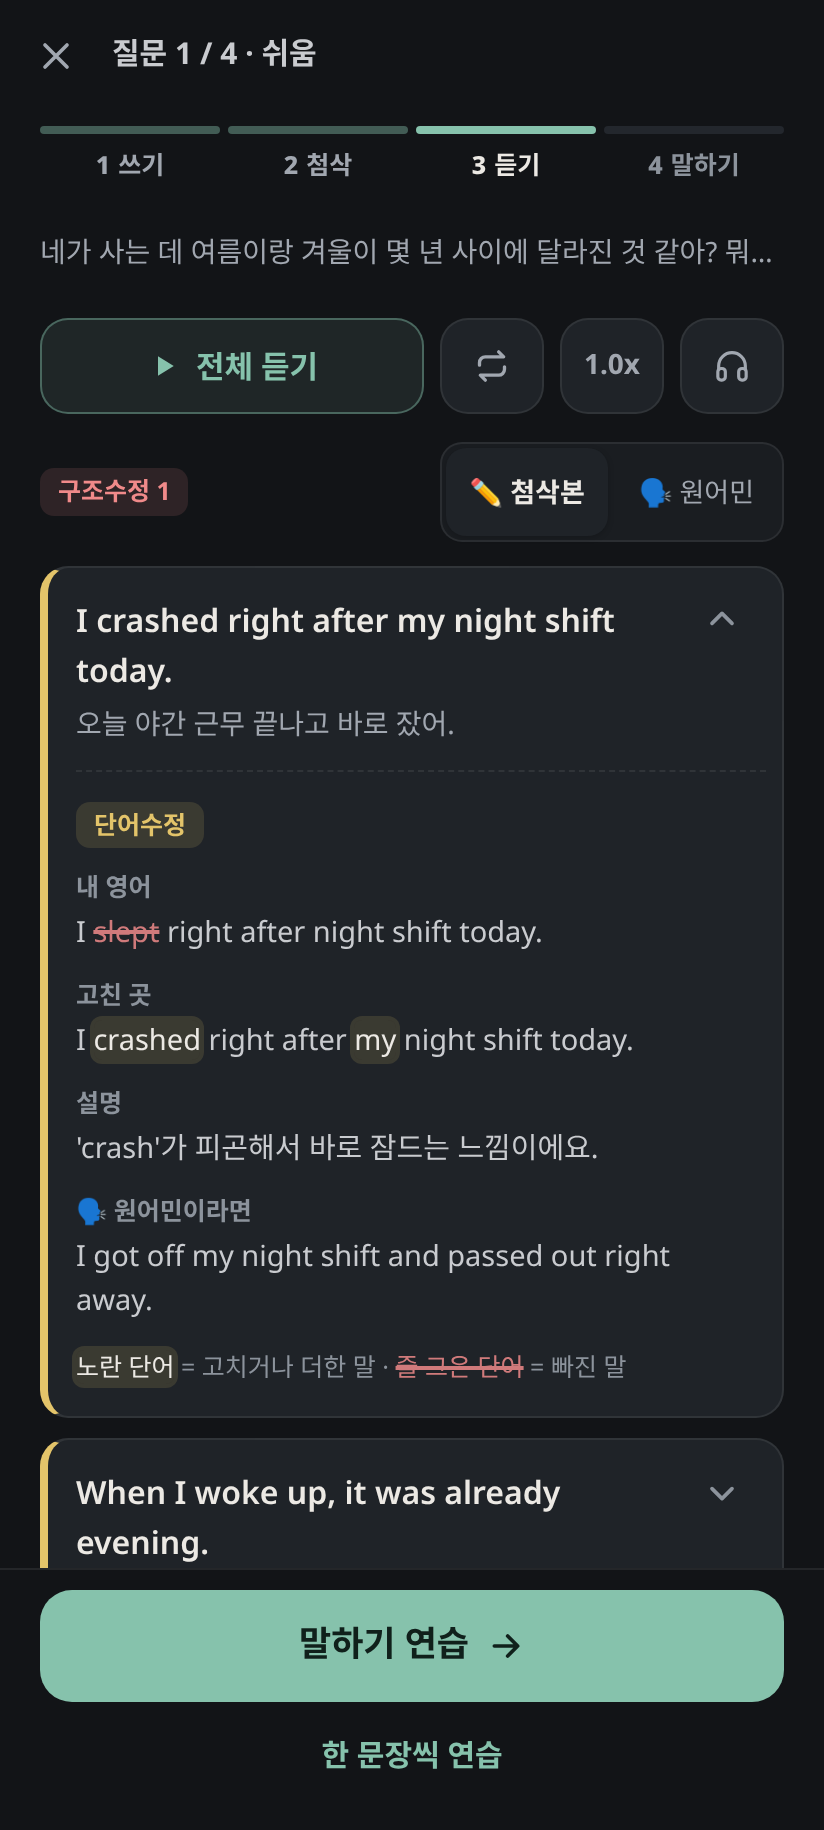 질문 1 / 4 · 쉬움
1 쓰기
2 첨삭
3 듣기
4 말하기
네가 사는 데 여름이랑 겨울이 몇 년 사이에 달라진 것 같아? 뭐...
전체 듣기
1.0x
구조수정 1
첨삭본
원어민
I crashed right after my night shift
today.
오늘 야간 근무 끝나고 바로 잤어.
단어수정
내 영어
I slept right after night shift today.
고친 곳
I crashed right after my night shift today.
설명
'crash'가 피곤해서 바로 잠드는 느낌이에요.
원어민이라면
I got off my night shift and passed out right
away.
노란 단어 = 고치거나 더한 말 · 줄 그은 단어 = 빠진 말
When I woke up, it was already
evening.
말하기 연습 →
한 문장씩 연습